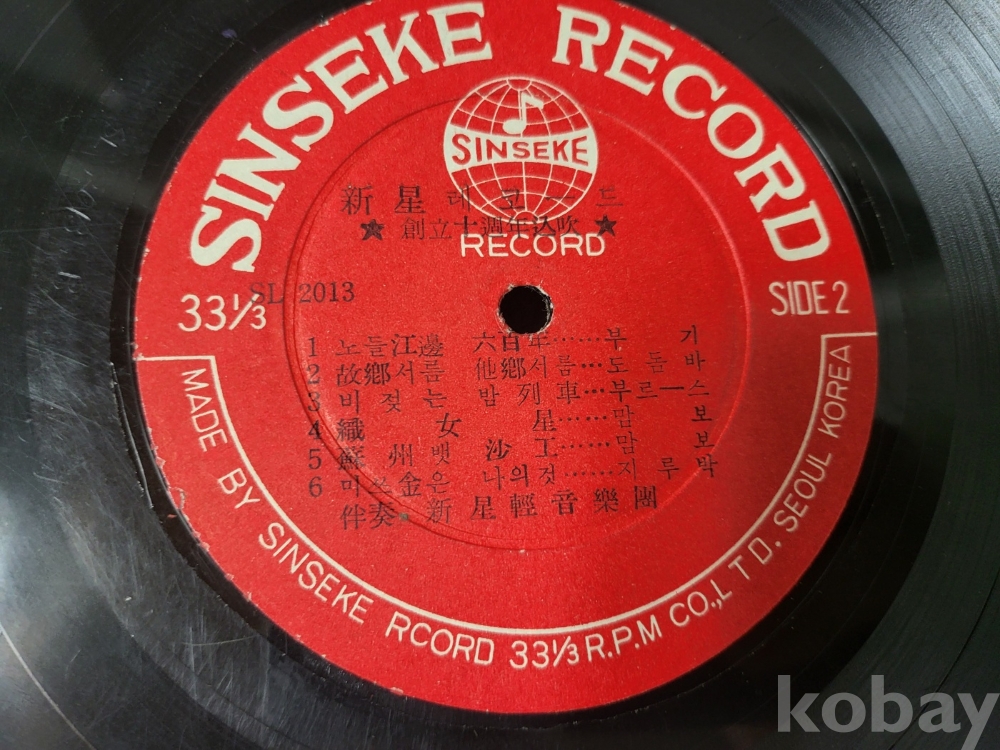 SINSEKE RECORD
SINSEKE
RECORD
新星레코ー드
★ 創立十週年込吹 ★
SL 2013
33⅓
SIDE 2
1 노들江邊 六百年……부기
2 故鄕서름 他鄕서름…도돔바
3 비젖는 밤列車…부르ー스
4 織女星……맘보
5 蘇州뱃沙工……맘보
6 미쓰金은 나의것……지루박
伴奏. 新星輕音樂團
MADE BY SINSEKE RCORD 33⅓ R.P.M CO.,LTD. SEOUL KOREA
kobay